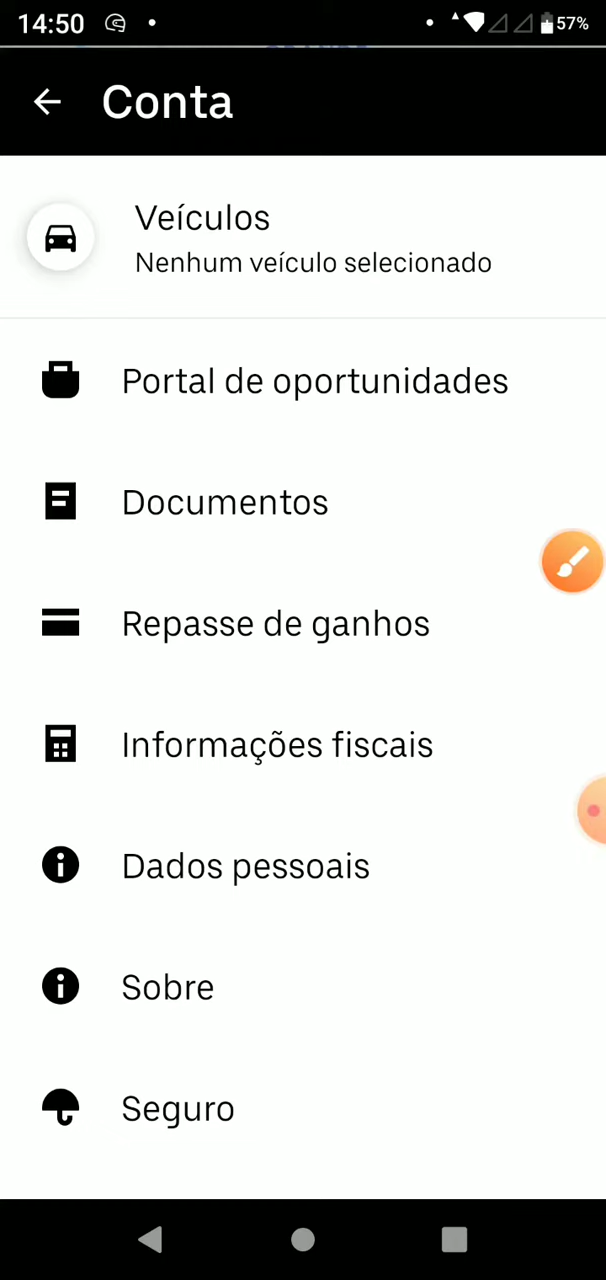 14:50
57%
Conta
Veículos
Nenhum veículo selecionado
Portal de oportunidades
Documentos
Repasse de ganhos
Informações fiscais
Dados pessoais
Sobre
Seguro